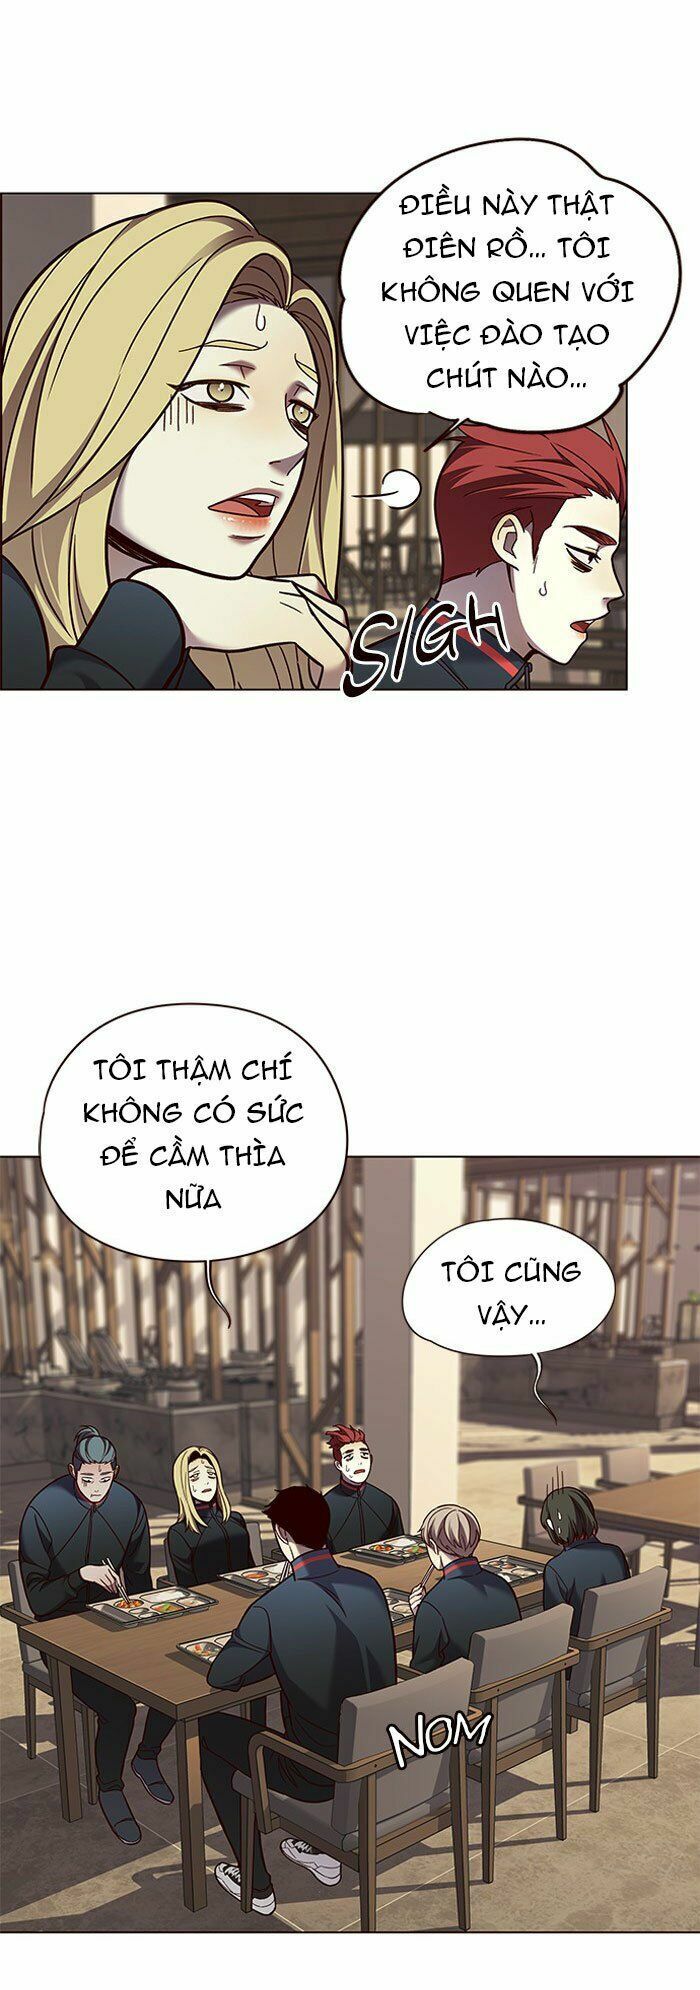 ĐIỀU NÀY THẬT
ĐIÊN RỒ... TÔI
KHÔNG QUEN VỚI
VIỆC ĐÀO TẠO
CHÚT NÀO...
SIGH
TÔI THẬM CHÍ
KHÔNG CÓ SỨC
ĐỂ CẦM THÌA
NỮA
TÔI CŨNG
VẬY...
NOM